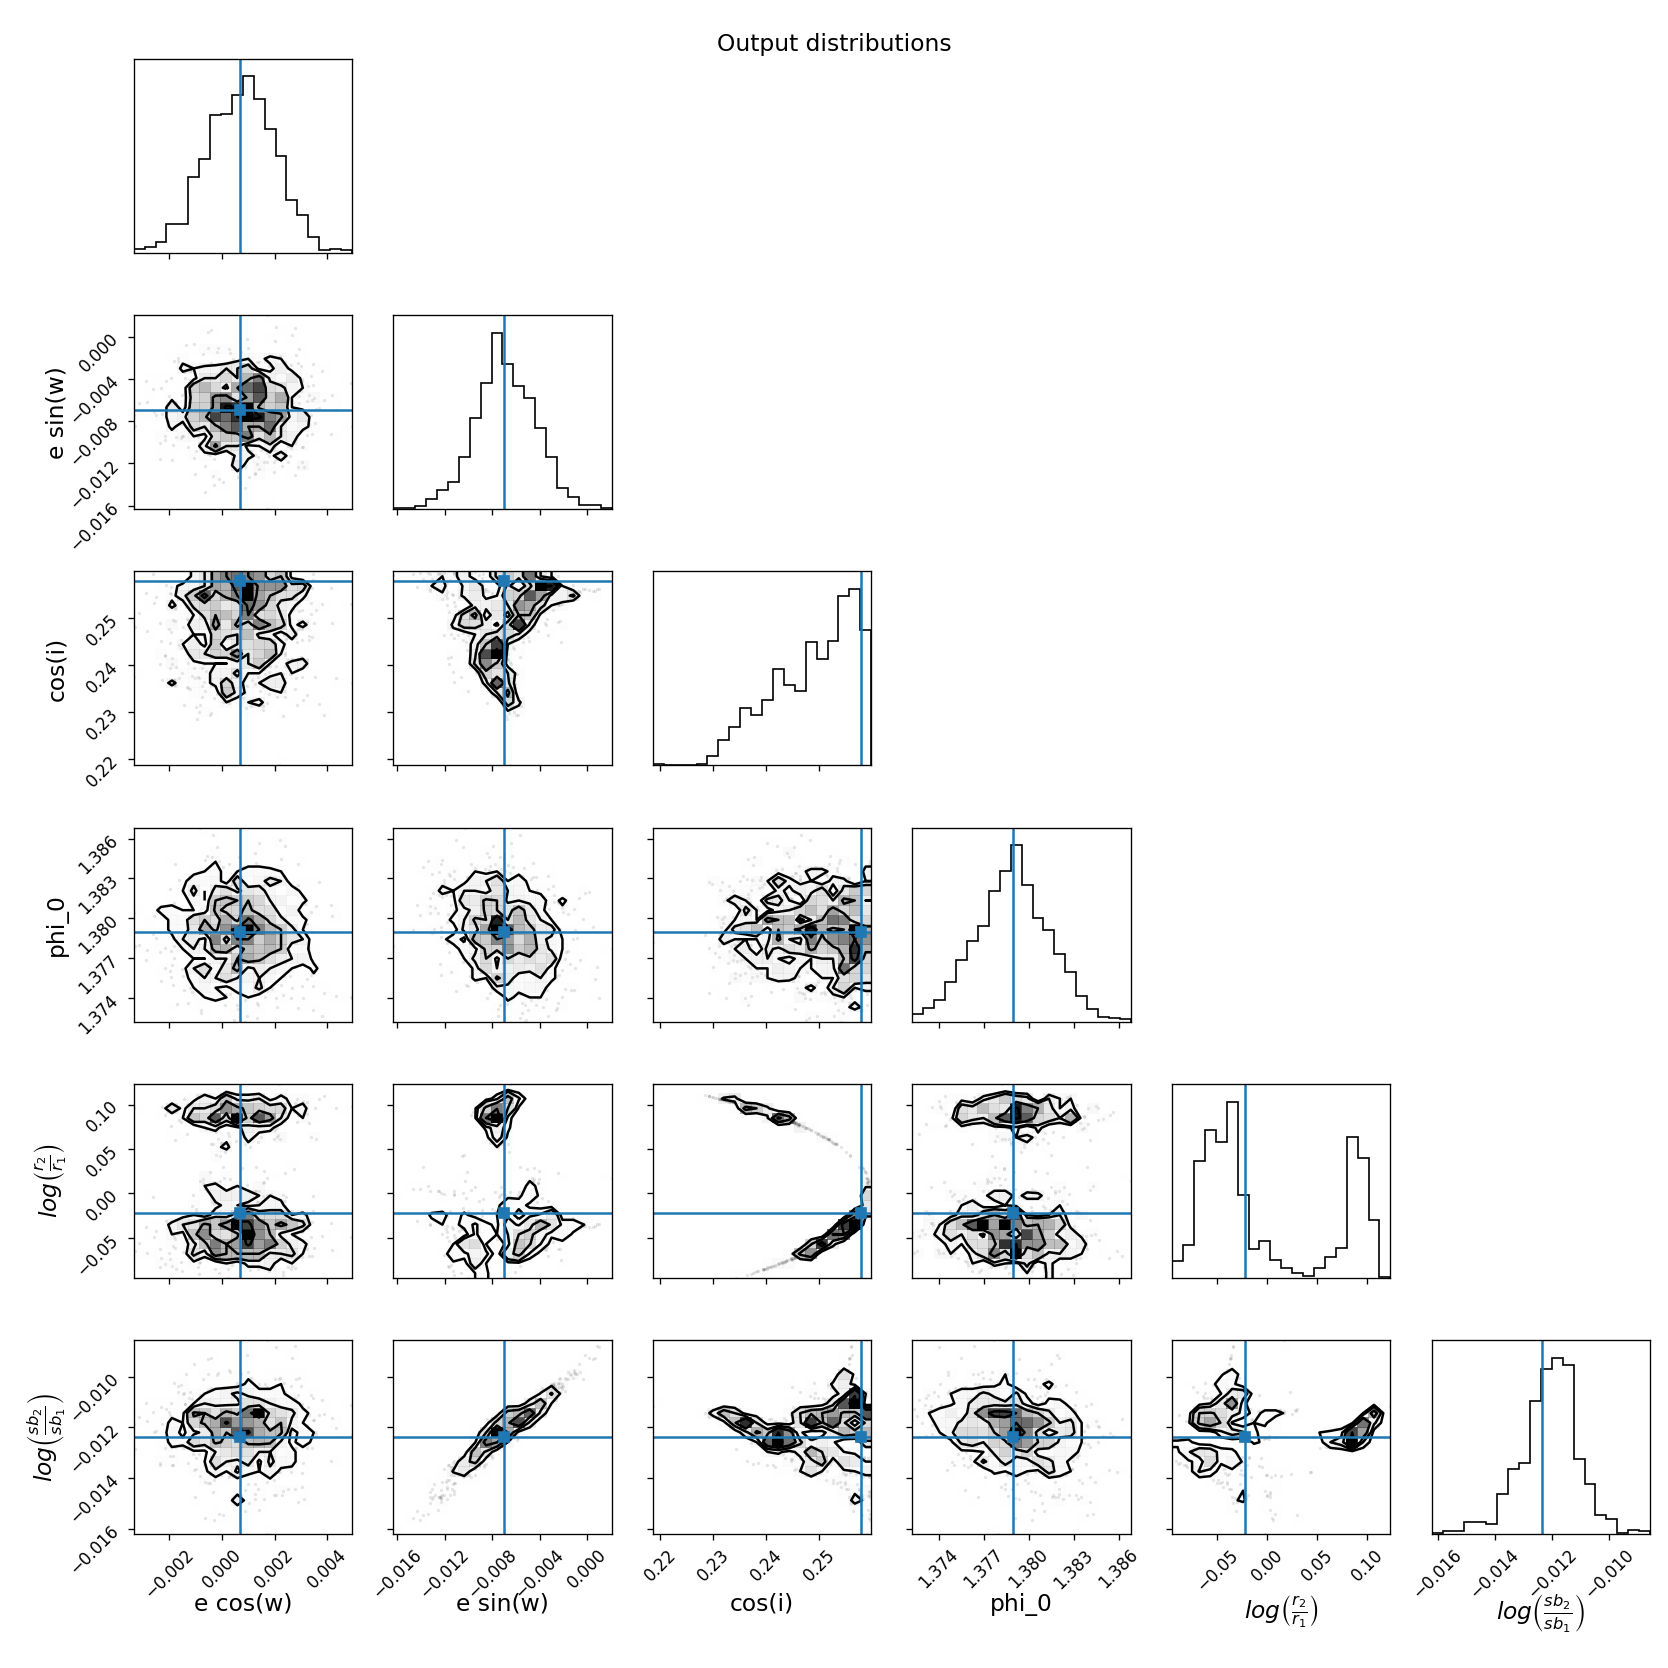 Output distributions
0.000
−0.004
−0.008
−0.012
−0.016
e sin(w)
0.25
0.24
0.23
0.22
cos(i)
1.386
1.383
1.380
1.377
1.374
phi_0
0.10
0.05
0.00
−0.05
log(r₂/r₁)
−0.010
−0.012
−0.014
−0.016
log(sb₂/sb₁)
−0.002 0.000 0.002 0.004
−0.016 −0.012 −0.008 −0.004 0.000
0.22 0.23 0.24 0.25
1.374 1.377 1.380 1.383 1.386
−0.05 0.00 0.05 0.10
−0.016 −0.014 −0.012 −0.010
e cos(w)
e sin(w)
cos(i)
phi_0
log(r₂/r₁)
log(sb₂/sb₁)